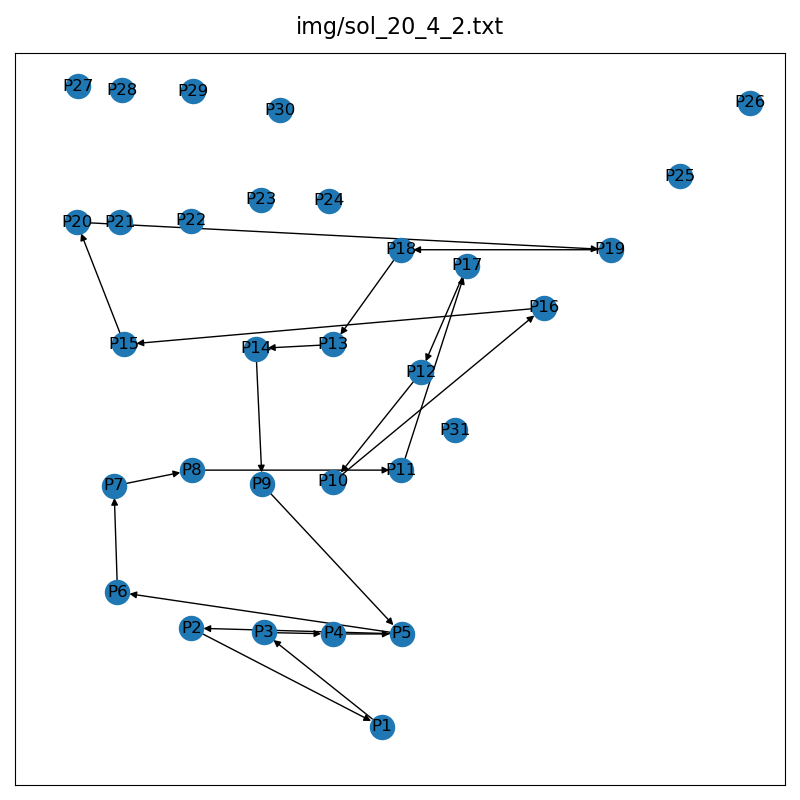 img/sol_20_4_2.txt
P27 P28 P29 P30 P26
P25
P23 P24
P20 P21 P22
P18 P19
P17
P16
P15 P14 P13
P12
P31
P8 P11
P7 P9 P10
P6
P2 P3 P4 P5
P1